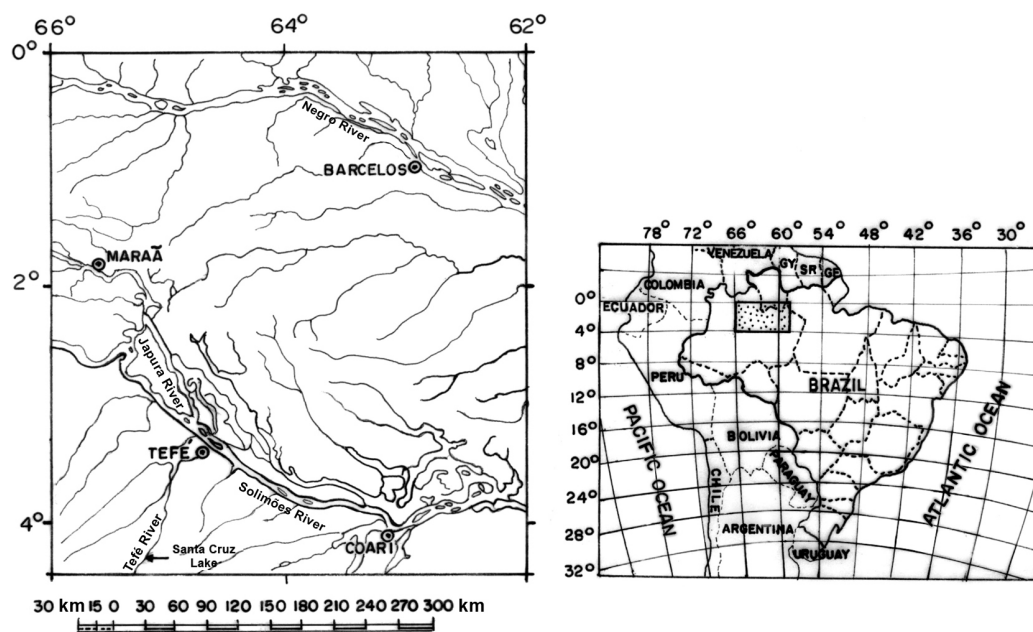 66° 64° 62°
0°
Negro River
BARCELOS
MARAÃ
2°
Japura River
TEFÉ
Solimões River
4°
COARI
Tefé River
Santa Cruz
Lake
30 km 15 0 30 60 90 120 150 180 210 240 270 300 km
78° 72° 66° 60° 54° 48° 42° 36° 30°
VENEZUELA
GY
SR
GF
COLOMBIA
0°
ECUADOR
4°
8°
PERU
BRAZIL
12°
16°
BOLIVIA
20°
PARAGUAY
24°
CHILE
28°
ARGENTINA
32°
URUGUAY
PACIFIC OCEAN
ATLANTIC OCEAN